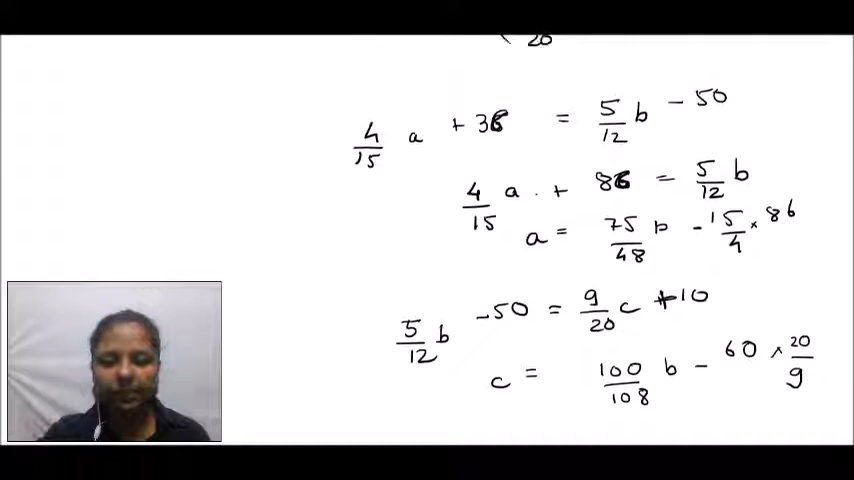 20
4/15 a + 36 = 5/12 b - 50
4/15 a + 86 = 5/12 b
a = 75/48 b - 15/4 × 86
5/12 b - 50 = 9/20 c + 10
c = 100/108 b - 60 × 20/9